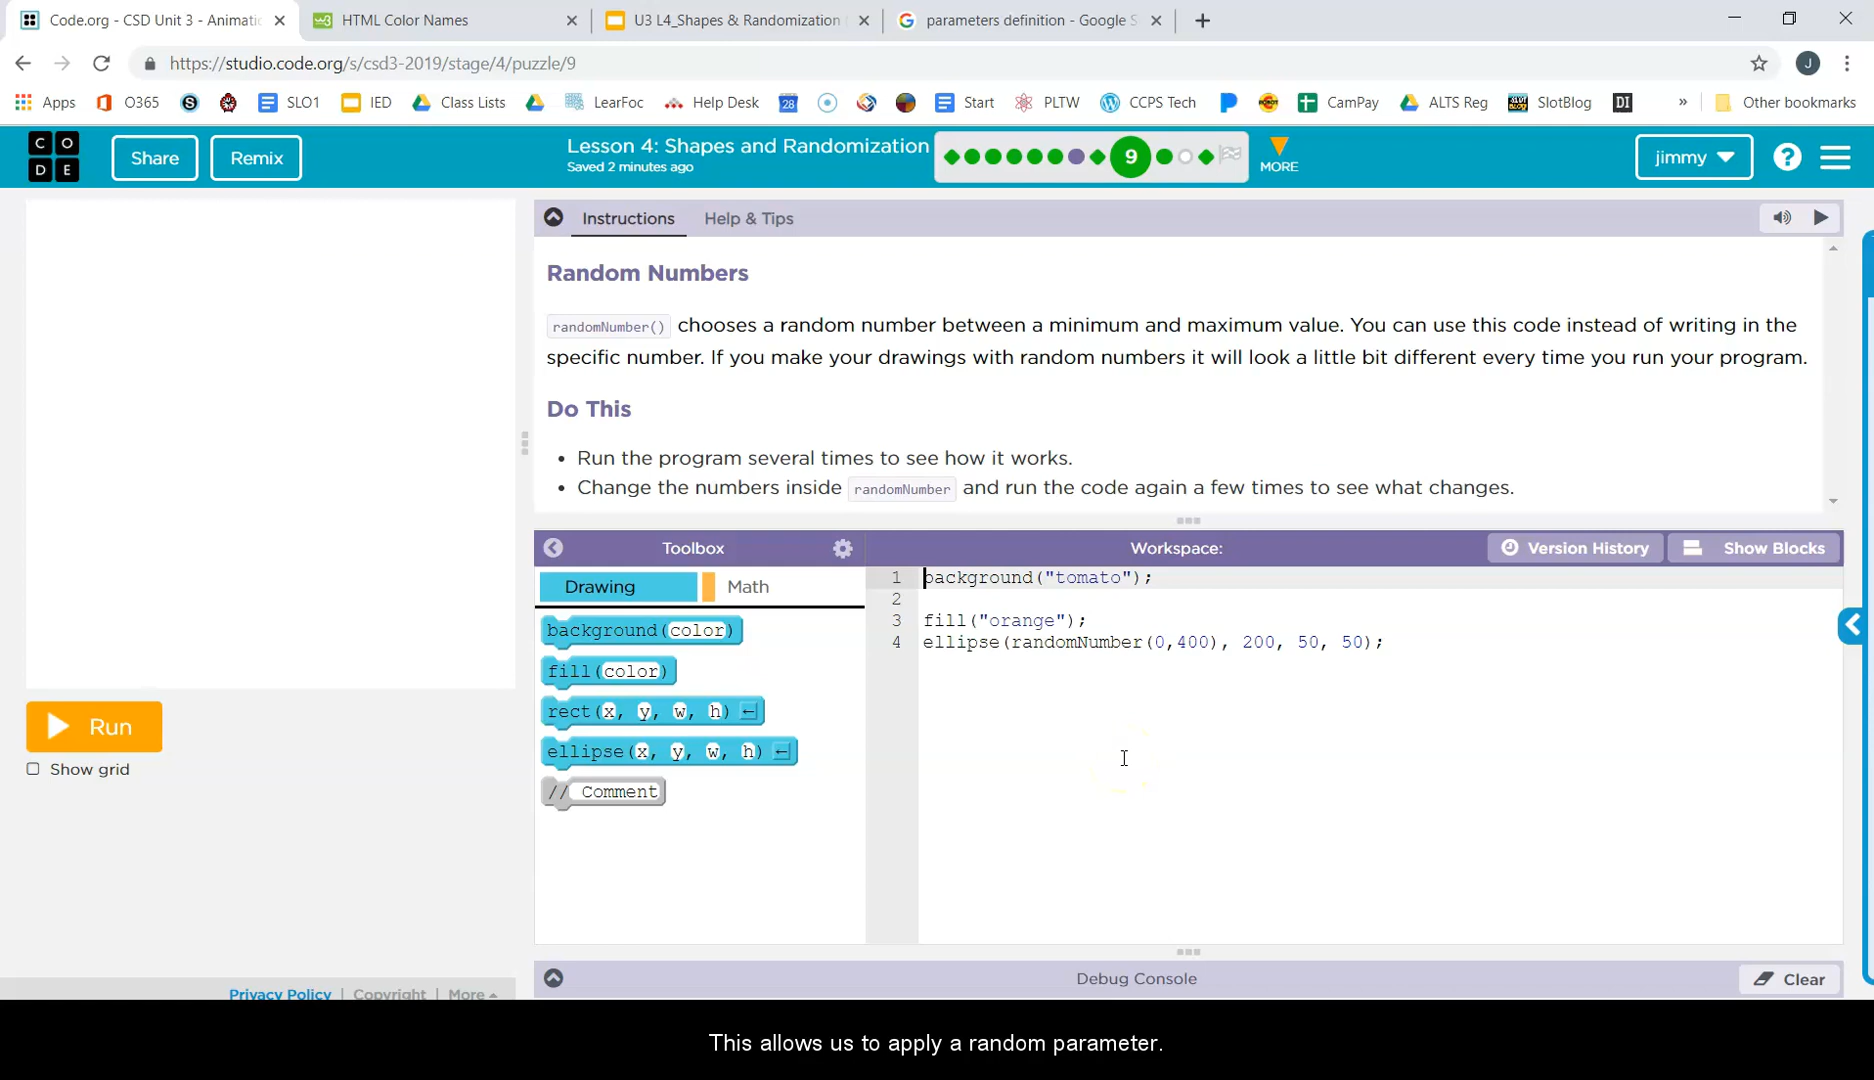 Code.org - CSD Unit 3 - Animatic
HTML Color Names
U3 L4_Shapes & Randomization
parameters definition - Google S
https://studio.code.org/s/csd3-2019/stage/4/puzzle/9
J
Apps
O365
S
SLO1
IED
Class Lists
LearFoc
Help Desk
28
Start
PLTW
CCPS Tech
CamPay
ALTS Reg
SlotBlog
DI
»
Other bookmarks
C O
D E
Share
Remix
Lesson 4: Shapes and Randomization
Saved 2 minutes ago
9
MORE
jimmy
?
Instructions
Help & Tips
Random Numbers
randomNumber() chooses a random number between a minimum and maximum value. You can use this code instead of writing in the
specific number. If you make your drawings with random numbers it will look a little bit different every time you run your program.
Do This
• Run the program several times to see how it works.
• Change the numbers inside randomNumber and run the code again a few times to see what changes.
Toolbox
Workspace:
Version History
Show Blocks
Drawing
Math
background(color)
fill(color)
rect(x, y, w, h)
ellipse(x, y, w, h)
// Comment
1 background("tomato");
2
3 fill("orange");
4 ellipse(randomNumber(0,400), 200, 50, 50);
Run
Show grid
Debug Console
Clear
Privacy Policy | Copyright | More
This allows us to apply a random parameter.